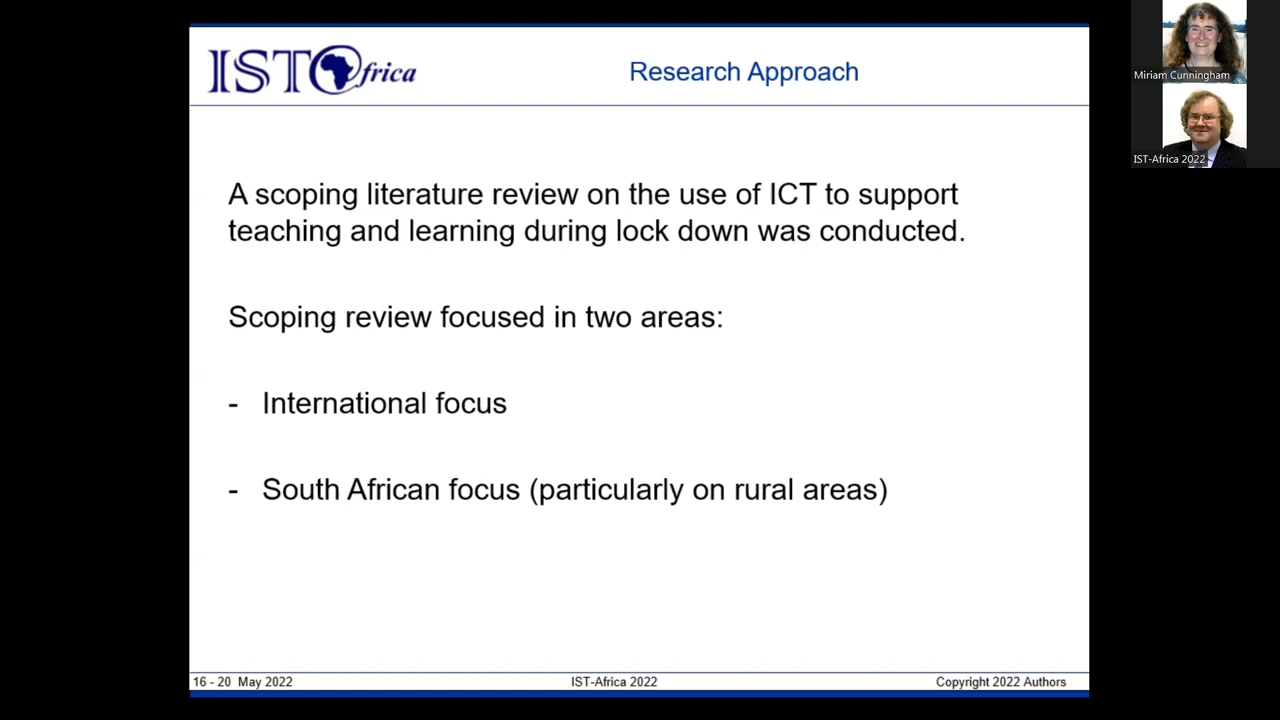 IST Africa
Research Approach
Miriam Cunningham
IST-Africa 2022
A scoping literature review on the use of ICT to support
teaching and learning during lock down was conducted.
Scoping review focused in two areas:
- International focus
- South African focus (particularly on rural areas)
16 - 20 May 2022
IST-Africa 2022
Copyright 2022 Authors